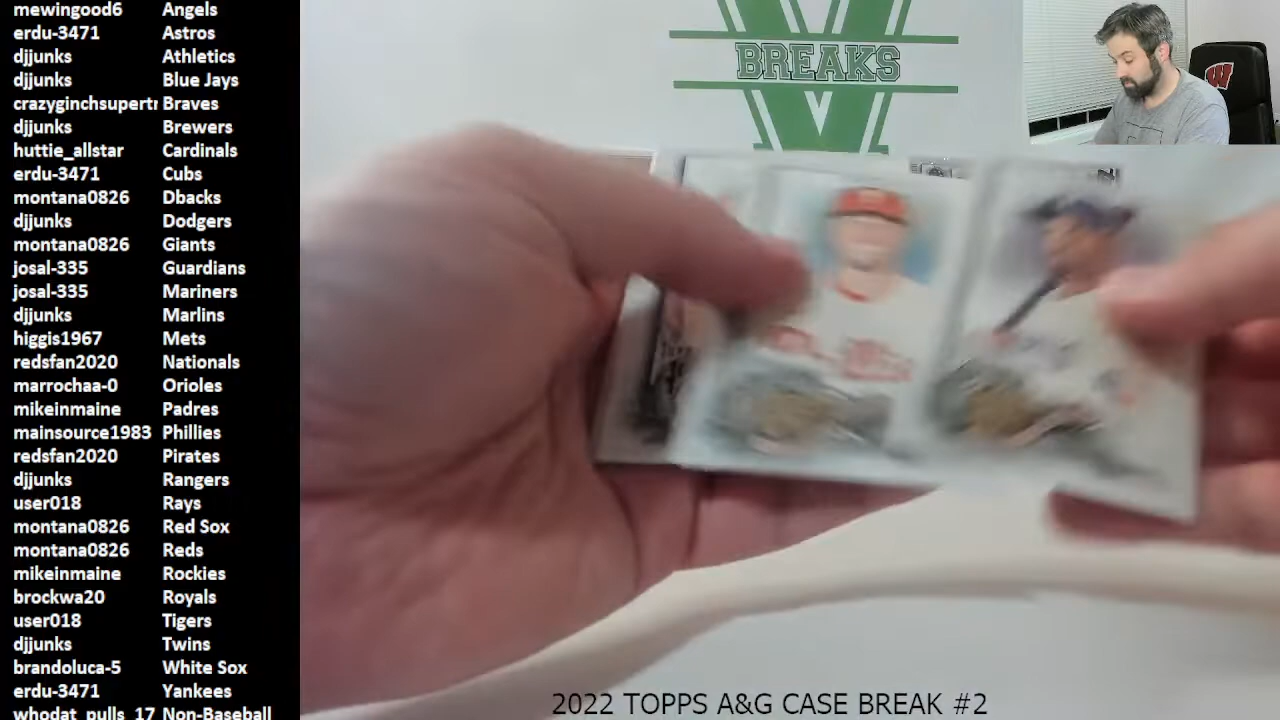 mewingood6 Angels
erdu-3471 Astros
djjunks Athletics
djjunks Blue Jays
crazyginchsupertr Braves
djjunks Brewers
huttie_allstar Cardinals
erdu-3471 Cubs
montana0826 Dbacks
djjunks Dodgers
montana0826 Giants
josal-335 Guardians
josal-335 Mariners
djjunks Marlins
higgis1967 Mets
redsfan2020 Nationals
marrochaa-0 Orioles
mikeinmaine Padres
mainsource1983 Phillies
redsfan2020 Pirates
djjunks Rangers
user018 Rays
montana0826 Red Sox
montana0826 Reds
mikeinmaine Rockies
brockwa20 Royals
user018 Tigers
djjunks Twins
brandoluca-5 White Sox
erdu-3471 Yankees
whodat_pulls_17 Non-Baseball
V
BREAKS
W
2022 TOPPS A&G CASE BREAK #2